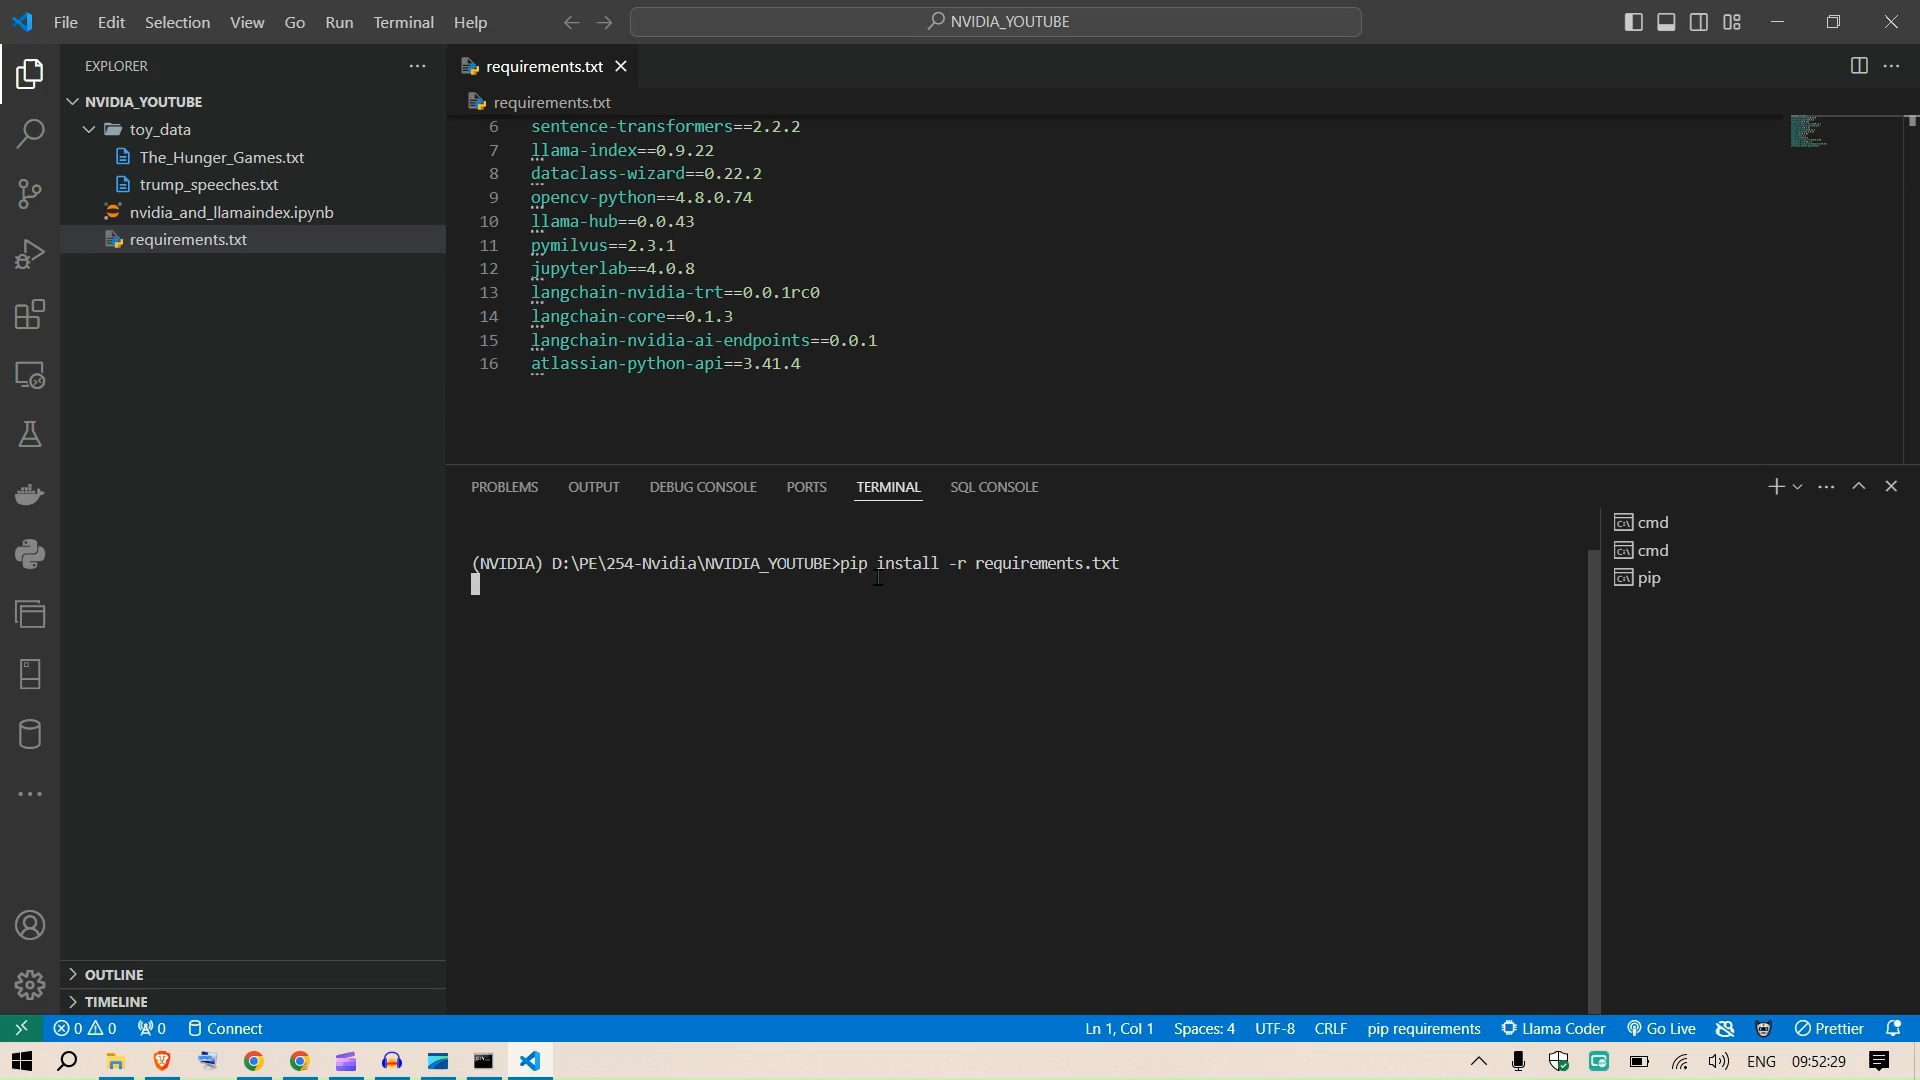 File Edit Selection View Go Run Terminal Help
NVIDIA_YOUTUBE
EXPLORER
NVIDIA_YOUTUBE
toy_data
The_Hunger_Games.txt
trump_speeches.txt
nvidia_and_llamaindex.ipynb
requirements.txt
OUTLINE
TIMELINE
requirements.txt
requirements.txt
6 sentence-transformers==2.2.2
7 llama-index==0.9.22
8 dataclass-wizard==0.22.2
9 opencv-python==4.8.0.74
10 llama-hub==0.0.43
11 pymilvus==2.3.1
12 jupyterlab==4.0.8
13 langchain-nvidia-trt==0.0.1rc0
14 langchain-core==0.1.3
15 langchain-nvidia-ai-endpoints==0.0.1
16 atlassian-python-api==3.41.4
PROBLEMS OUTPUT DEBUG CONSOLE PORTS TERMINAL SQL CONSOLE
(NVIDIA) D:\PE\254-Nvidia\NVIDIA_YOUTUBE>pip install -r requirements.txt
cmd
cmd
pip
0 0 0 Connect Ln 1, Col 1 Spaces: 4 UTF-8 CRLF pip requirements Llama Coder Go Live Prettier
ENG 09:52:29